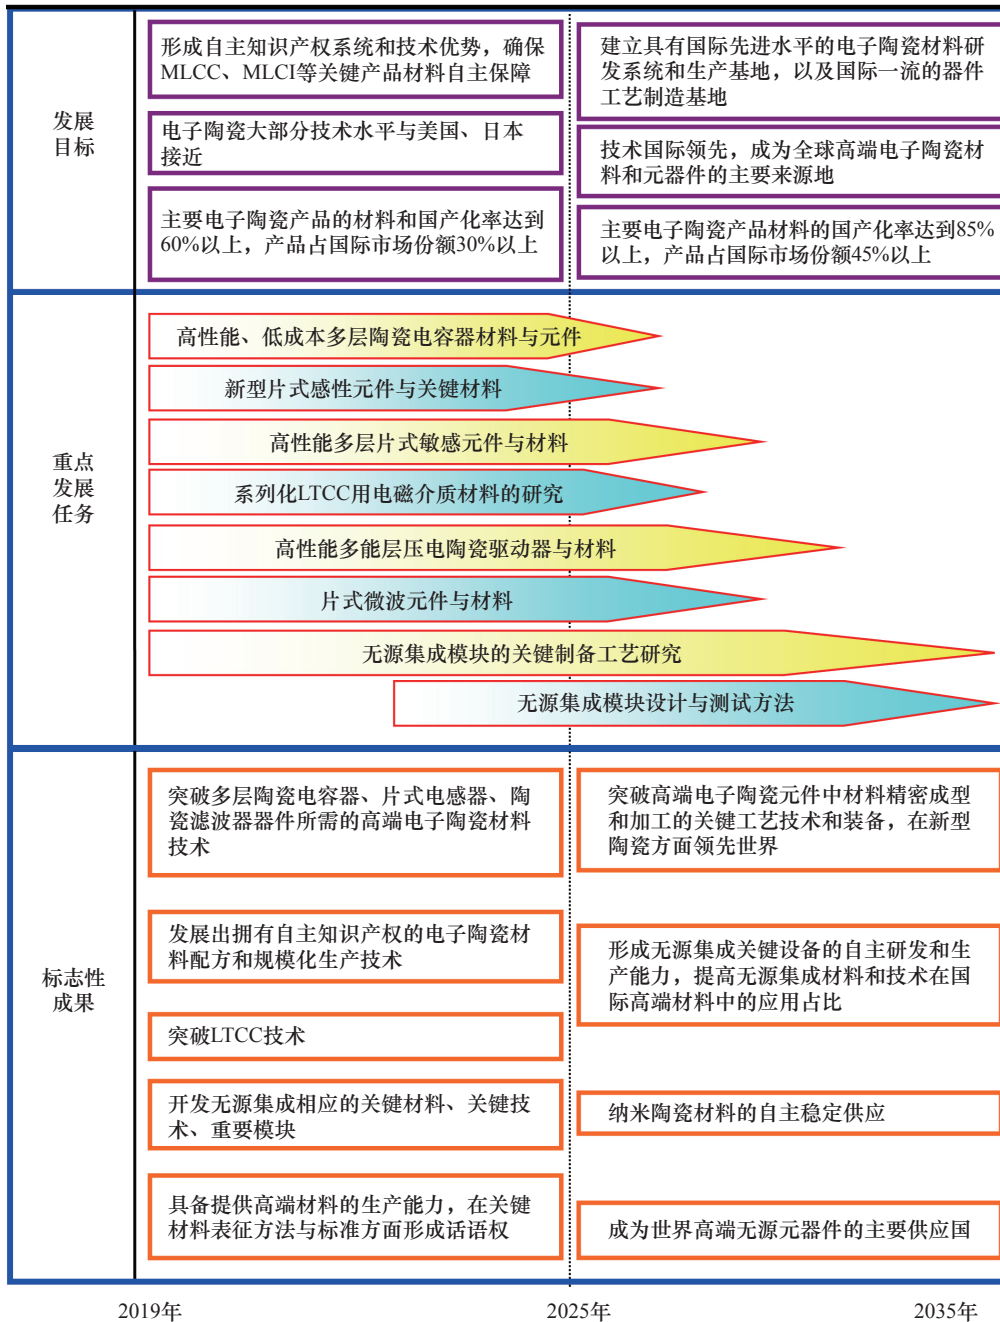 发展
目标
形成自主知识产权系统和技术优势，确保
MLCC、MLCI等关键产品材料自主保障
电子陶瓷大部分技术水平与美国、日本
接近
主要电子陶瓷产品的材料和国产化率达到
60%以上，产品占国际市场份额30%以上
建立具有国际先进水平的电子陶瓷材料研
发系统和生产基地，以及国际一流的器件
工艺制造基地
技术国际领先，成为全球高端电子陶瓷材
料和元器件的主要来源地
主要电子陶瓷产品材料的国产化率达到85%
以上，产品占国际市场份额45%以上
重点
发展
任务
高性能、低成本多层陶瓷电容器材料与元件
新型片式感性元件与关键材料
高性能多层片式敏感元件与材料
系列化LTCC用电磁介质材料的研究
高性能多能层压电陶瓷驱动器与材料
片式微波元件与材料
无源集成模块的关键制备工艺研究
无源集成模块设计与测试方法
标志性
成果
突破多层陶瓷电容器、片式电感器、陶
瓷滤波器器件所需的高端电子陶瓷材料
技术
发展出拥有自主知识产权的电子陶瓷材
料配方和规模化生产技术
突破LTCC技术
开发无源集成相应的关键材料、关键技
术、重要模块
具备提供高端材料的生产能力，在关键
材料表征方法与标准方面形成话语权
突破高端电子陶瓷元件中材料精密成型
和加工的关键工艺技术和装备，在新型
陶瓷方面领先世界
形成无源集成关键设备的自主研发和生
产能力，提高无源集成材料和技术在国
际高端材料中的应用占比
纳米陶瓷材料的自主稳定供应
成为世界高端无源元器件的主要供应国
2019年
2025年
2035年